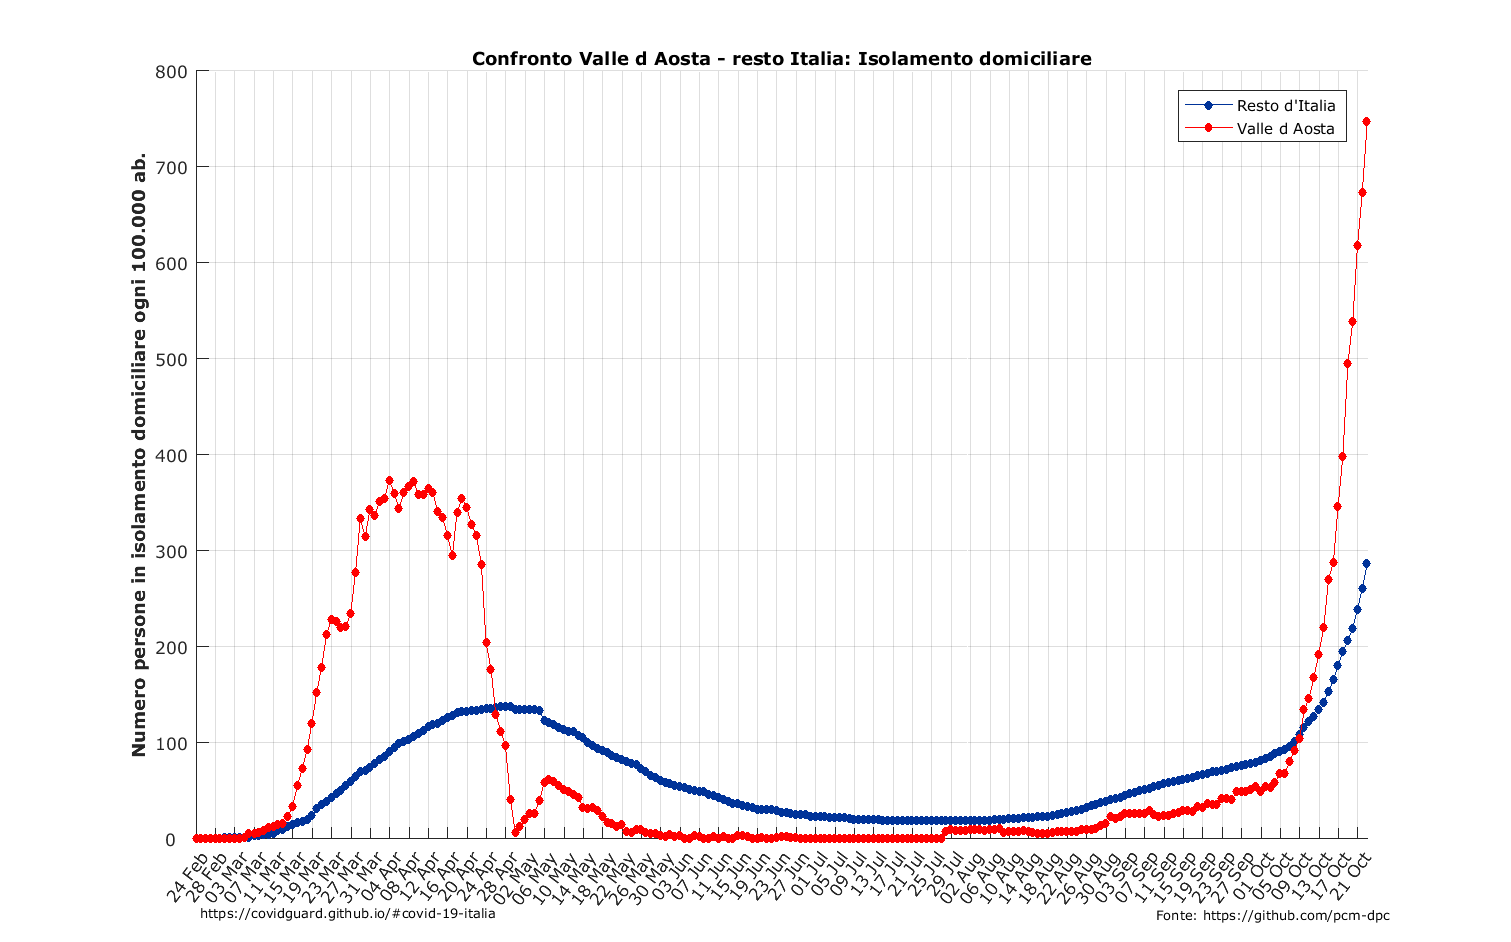 Confronto Valle d Aosta - resto Italia: Isolamento domiciliare
Resto d'Italia
Valle d Aosta
Numero persone in isolamento domiciliare ogni 100.000 ab.
800
700
600
500
400
300
200
100
0
24 Feb
28 Feb
03 Mar
07 Mar
11 Mar
15 Mar
19 Mar
23 Mar
27 Mar
31 Mar
04 Apr
08 Apr
12 Apr
16 Apr
20 Apr
24 Apr
28 Apr
02 May
06 May
10 May
14 May
18 May
22 May
26 May
30 May
03 Jun
07 Jun
11 Jun
15 Jun
19 Jun
23 Jun
27 Jun
01 Jul
05 Jul
09 Jul
13 Jul
17 Jul
21 Jul
25 Jul
29 Jul
02 Aug
06 Aug
10 Aug
14 Aug
18 Aug
22 Aug
26 Aug
30 Aug
03 Sep
07 Sep
11 Sep
15 Sep
19 Sep
23 Sep
27 Sep
01 Oct
05 Oct
09 Oct
13 Oct
17 Oct
21 Oct
https://covidguard.github.io/#covid-19-italia
Fonte: https://github.com/pcm-dpc